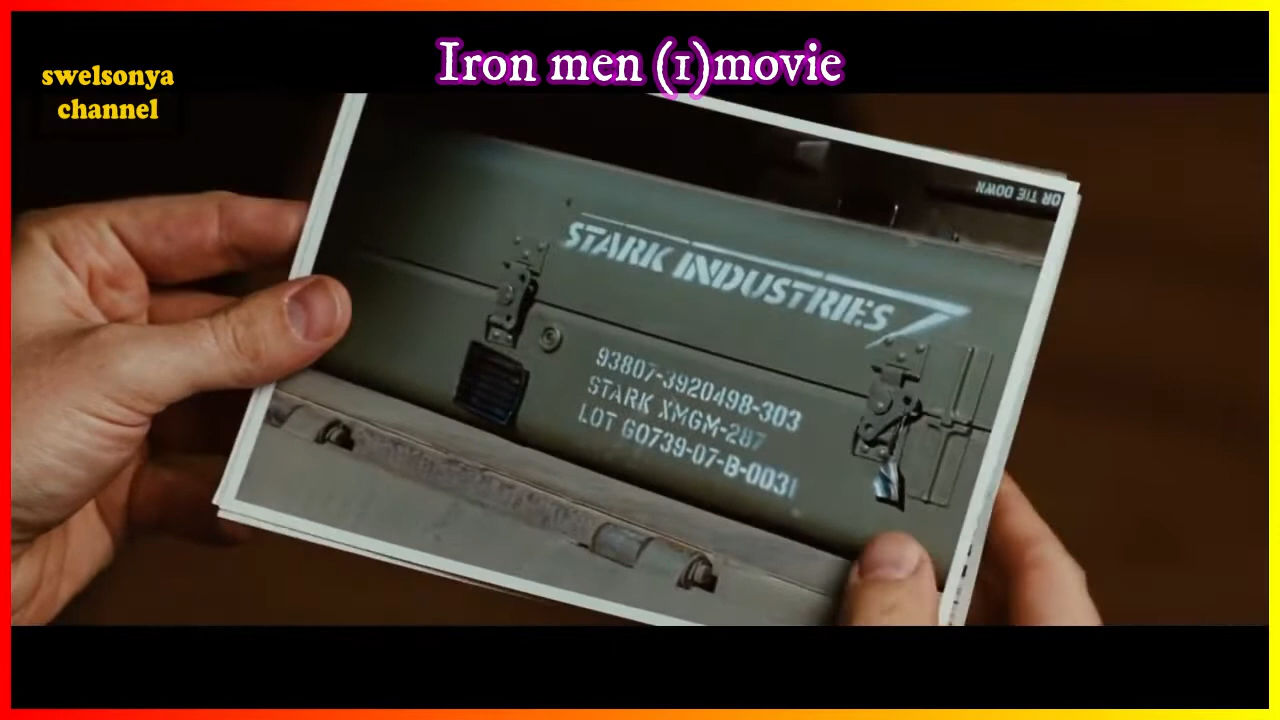 Iron men (1)movie
swelsonya
channel
OR TIE DOWN
STARK INDUSTRIES
93807-3920498-303
STARK XMGM-287
LOT G0739-07-B-0031